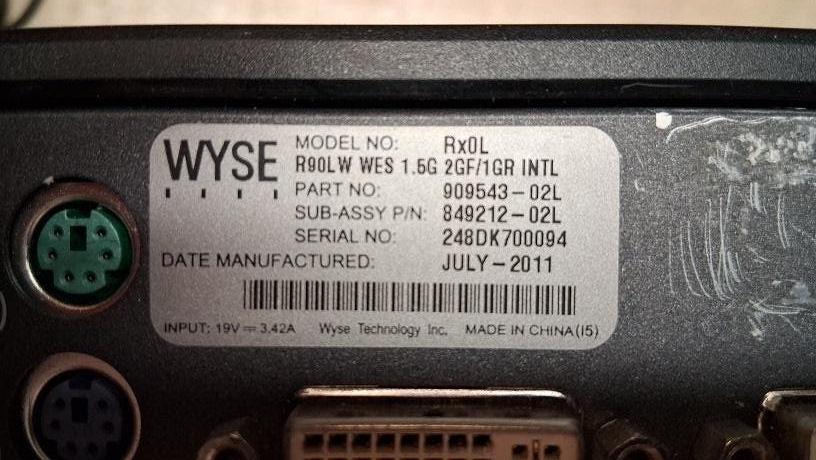 WYSE
MODEL NO: Rx0L
R90LW WES 1.5G 2GF/1GR INTL
PART NO: 909543-02L
SUB-ASSY P/N: 849212-02L
SERIAL NO: 248DK700094
DATE MANUFACTURED: JULY-2011
INPUT: 19V⎓3.42A Wyse Technology Inc. MADE IN CHINA(I5)